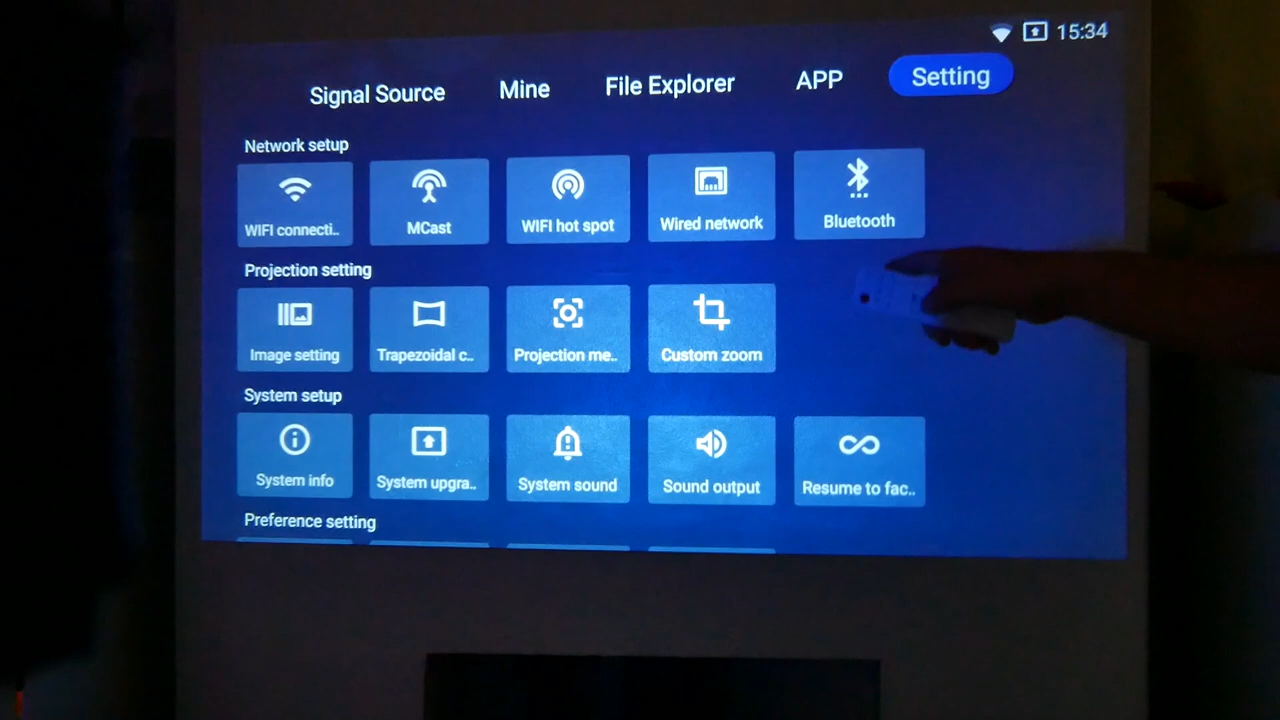 15:34
Signal Source Mine File Explorer APP Setting
Network setup
WIFI connecti.. MCast WIFI hot spot Wired network Bluetooth
Projection setting
Image setting Trapezoidal c.. Projection me.. Custom zoom
System setup
System info System upgra.. System sound Sound output Resume to fac..
Preference setting